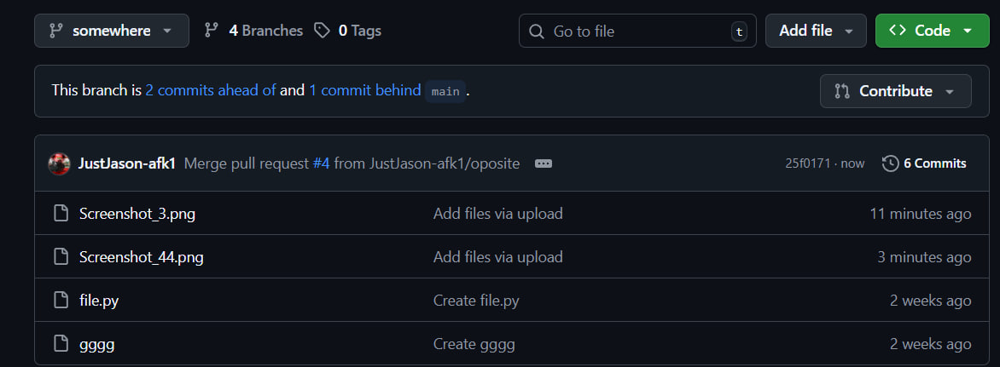 somewhere 4 Branches 0 Tags Go to file t Add file Code
This branch is 2 commits ahead of and 1 commit behind main .
Contribute
JustJason-afk1 Merge pull request #4 from JustJason-afk1/oposite 25f0171 · now 6 Commits
Screenshot_3.png Add files via upload 11 minutes ago
Screenshot_44.png Add files via upload 3 minutes ago
file.py Create file.py 2 weeks ago
gggg Create gggg 2 weeks ago